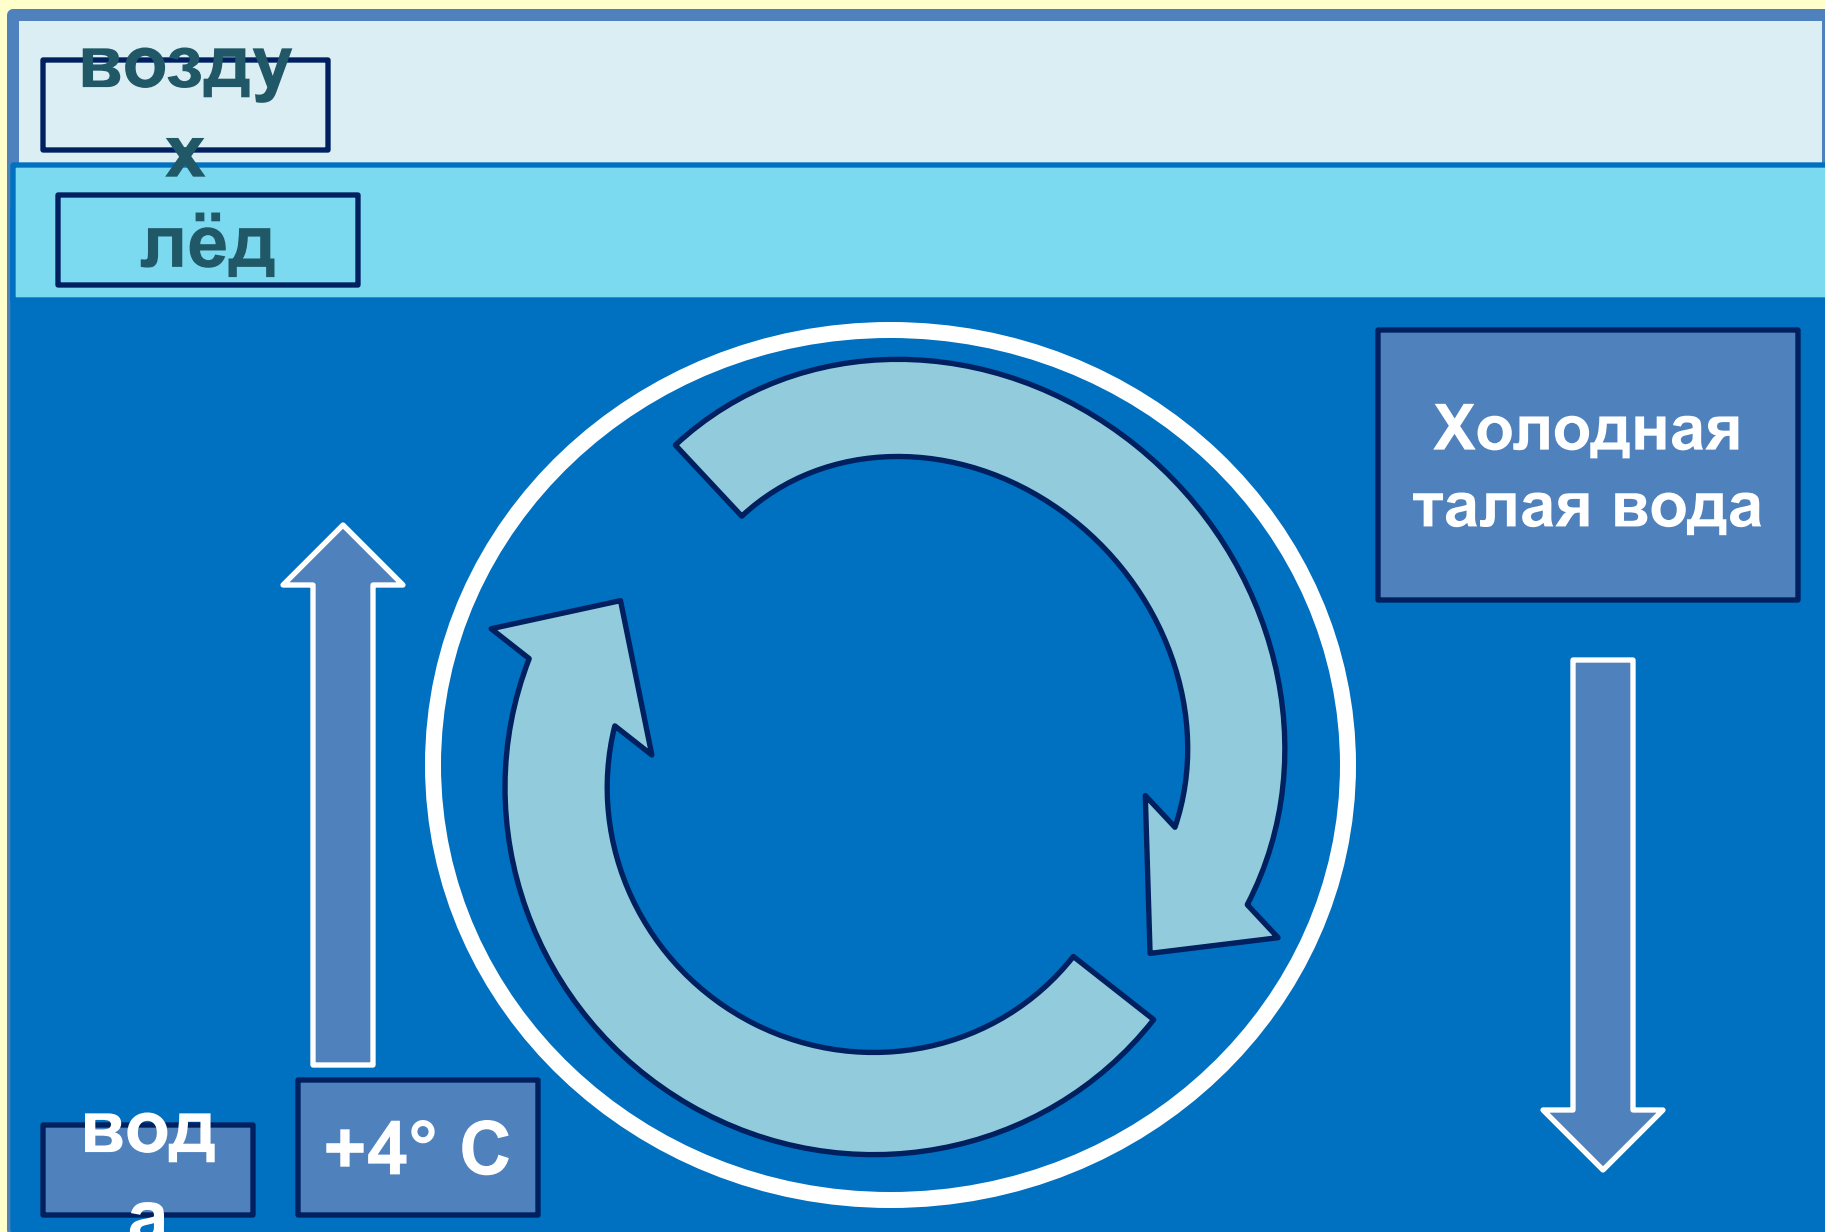 возду
х
лёд
Холодная
талая вода
+4° С
вод
а